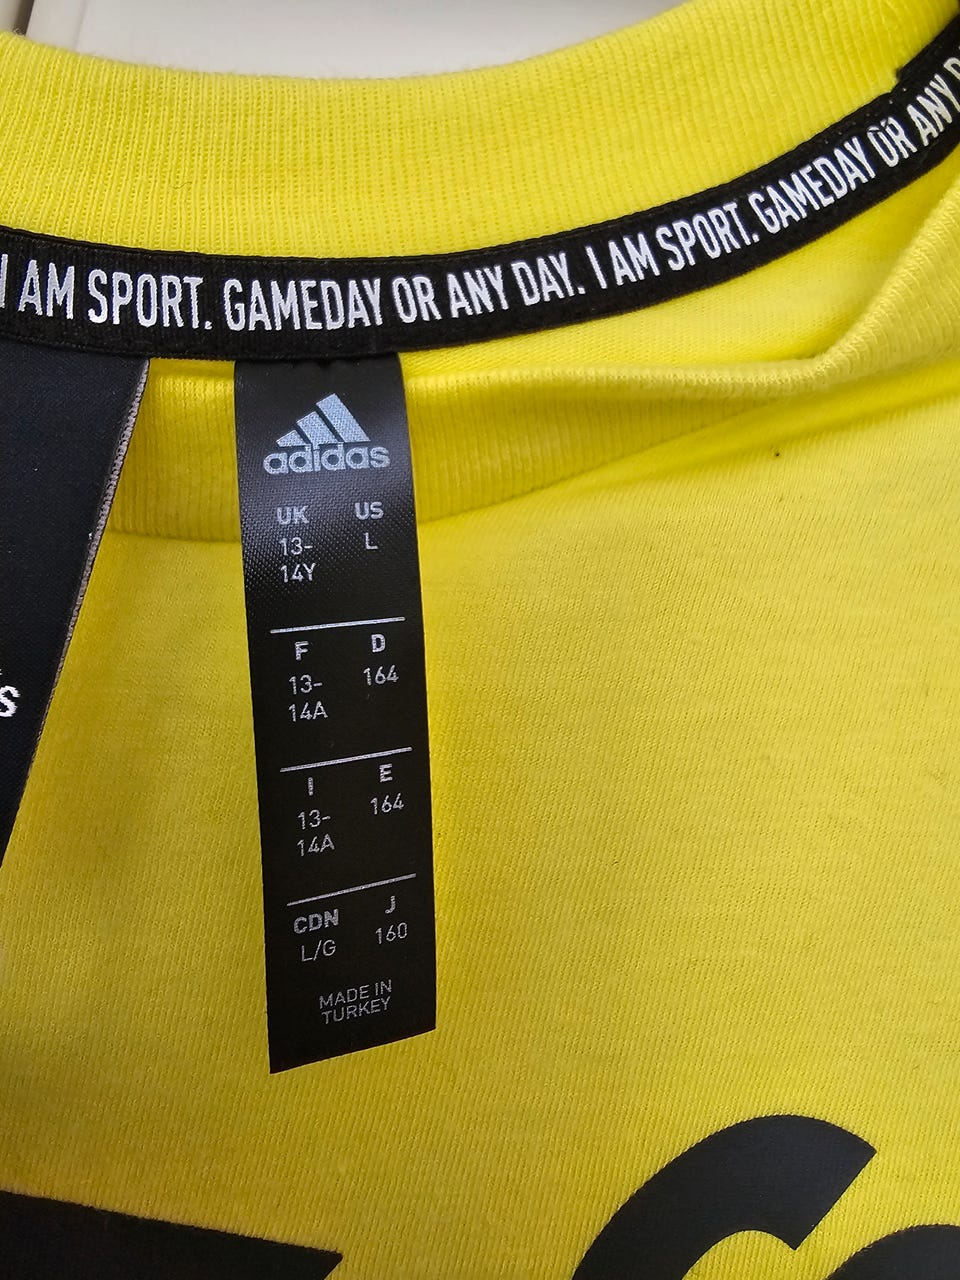 I AM SPORT. GAMEDAY OR ANY DAY. I AM SPORT. GAMEDAY OR ANY
adidas
UK US
13- L
14Y
F D
13- 164
14A
I E
13- 164
14A
CDN J
L/G 160
MADE IN
TURKEY